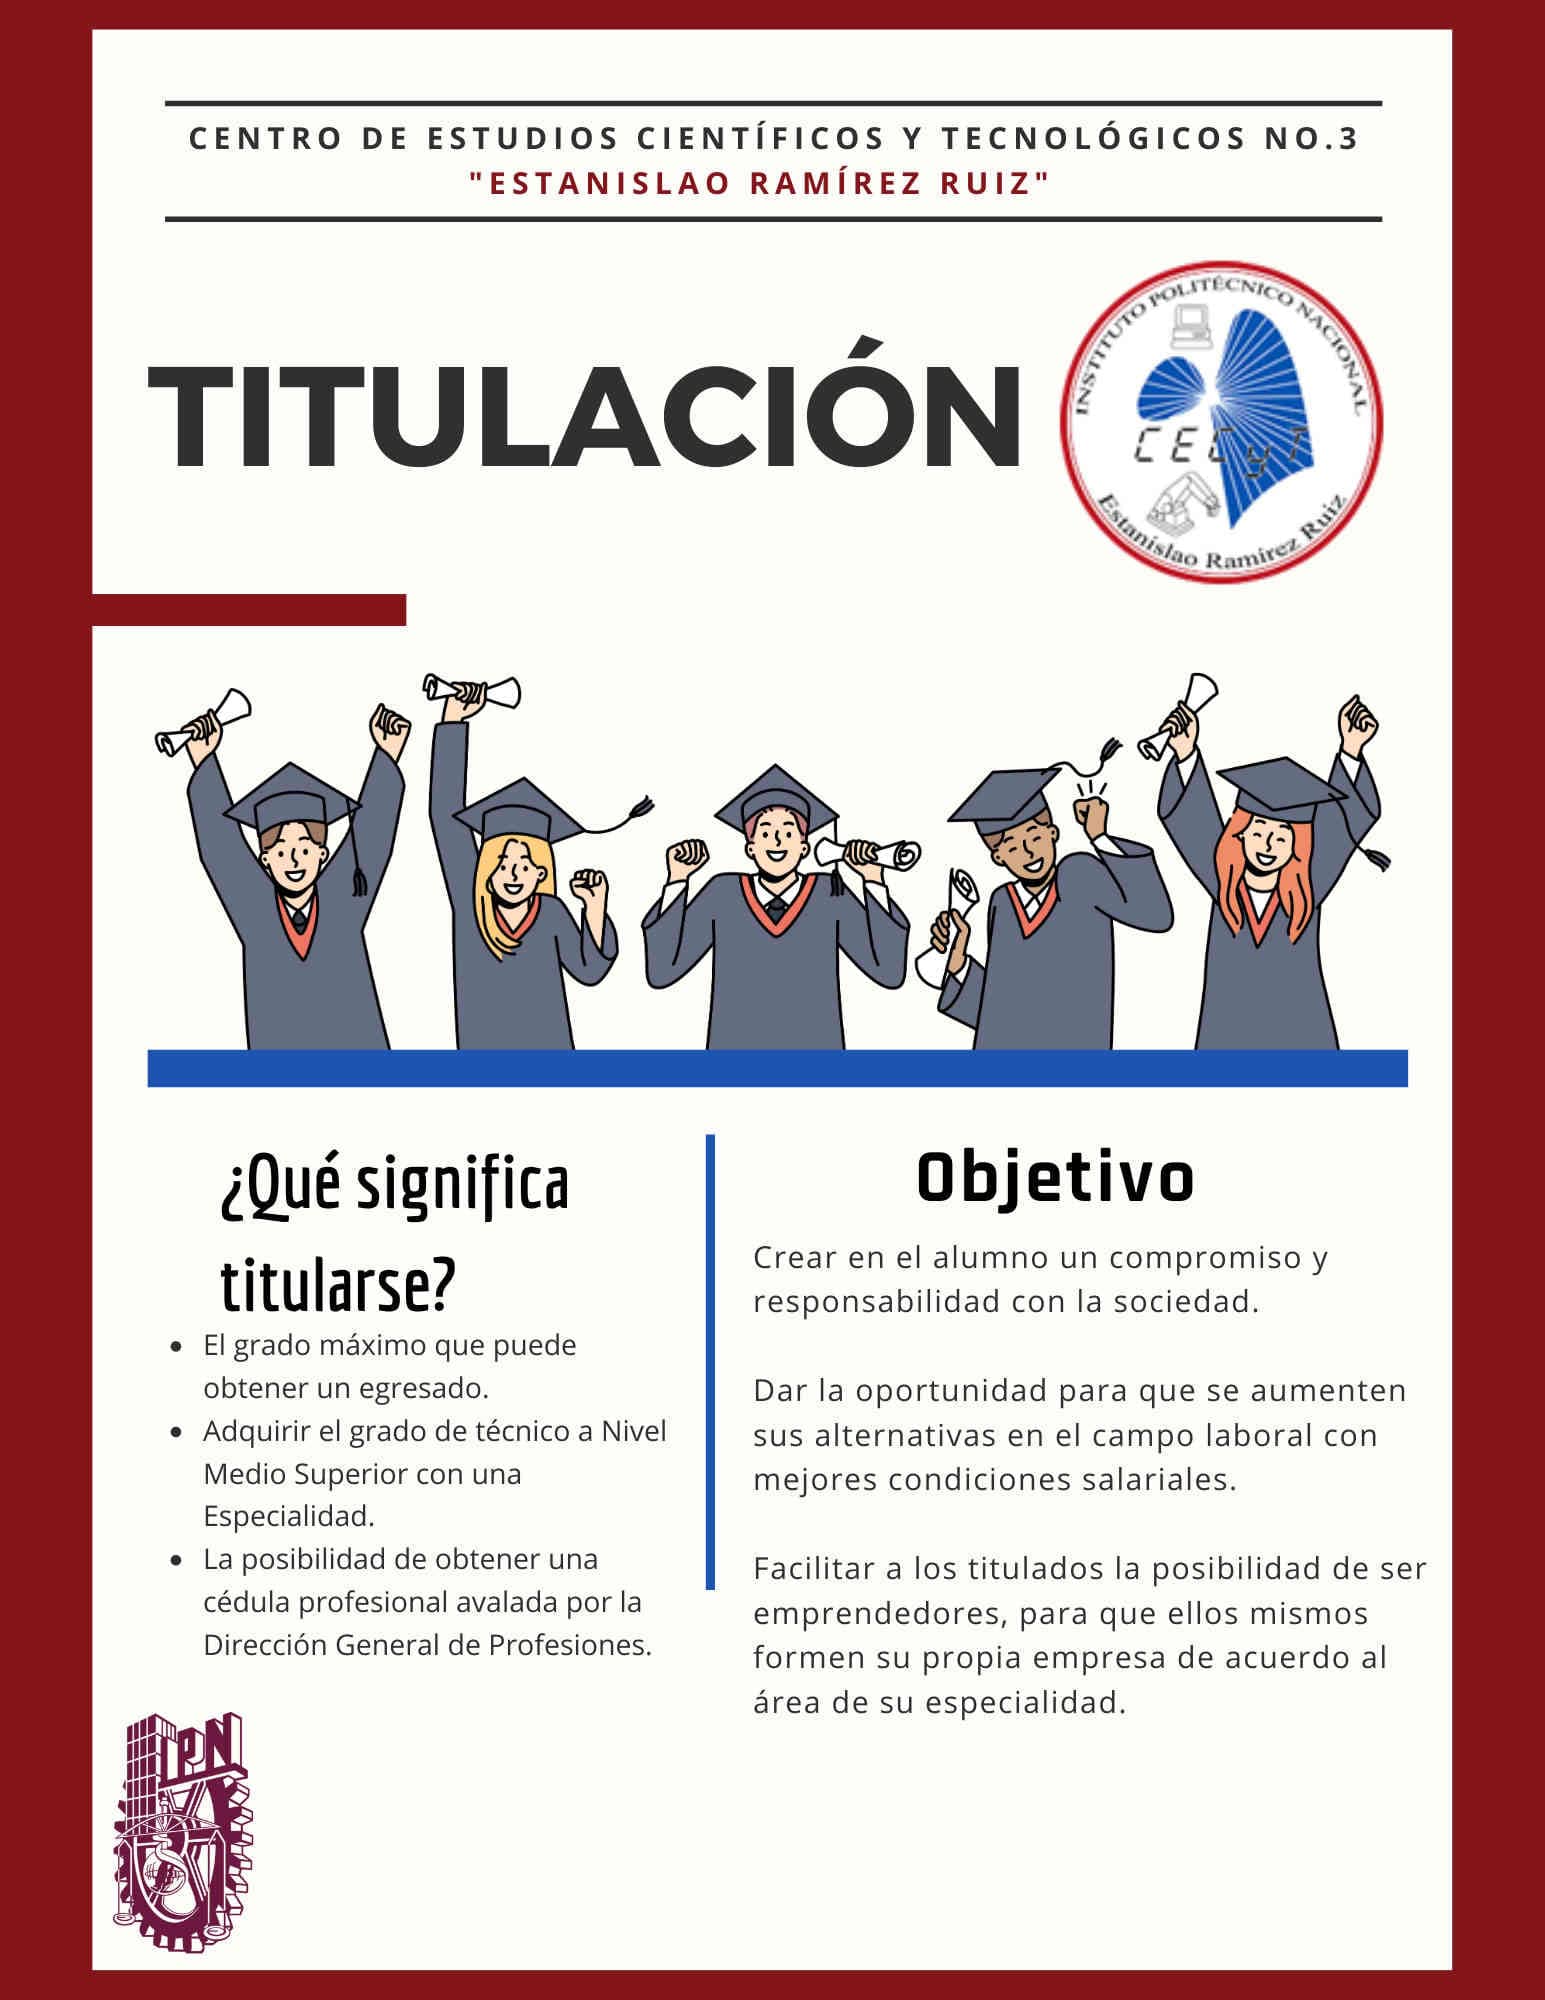 CENTRO DE ESTUDIOS CIENTÍFICOS Y TECNOLÓGICOS NO.3
"ESTANISLAO RAMÍREZ RUIZ"
TITULACIÓN
INSTITUTO POLITÉCNICO NACIONAL
CECyT
Estanislao Ramirez Ruiz
¿Qué significa
titularse?
• El grado máximo que puede
obtener un egresado.
• Adquirir el grado de técnico a Nivel
Medio Superior con una
Especialidad.
• La posibilidad de obtener una
cédula profesional avalada por la
Dirección General de Profesiones.
Objetivo
Crear en el alumno un compromiso y
responsabilidad con la sociedad.
Dar la oportunidad para que se aumenten
sus alternativas en el campo laboral con
mejores condiciones salariales.
Facilitar a los titulados la posibilidad de ser
emprendedores, para que ellos mismos
formen su propia empresa de acuerdo al
área de su especialidad.
IPN